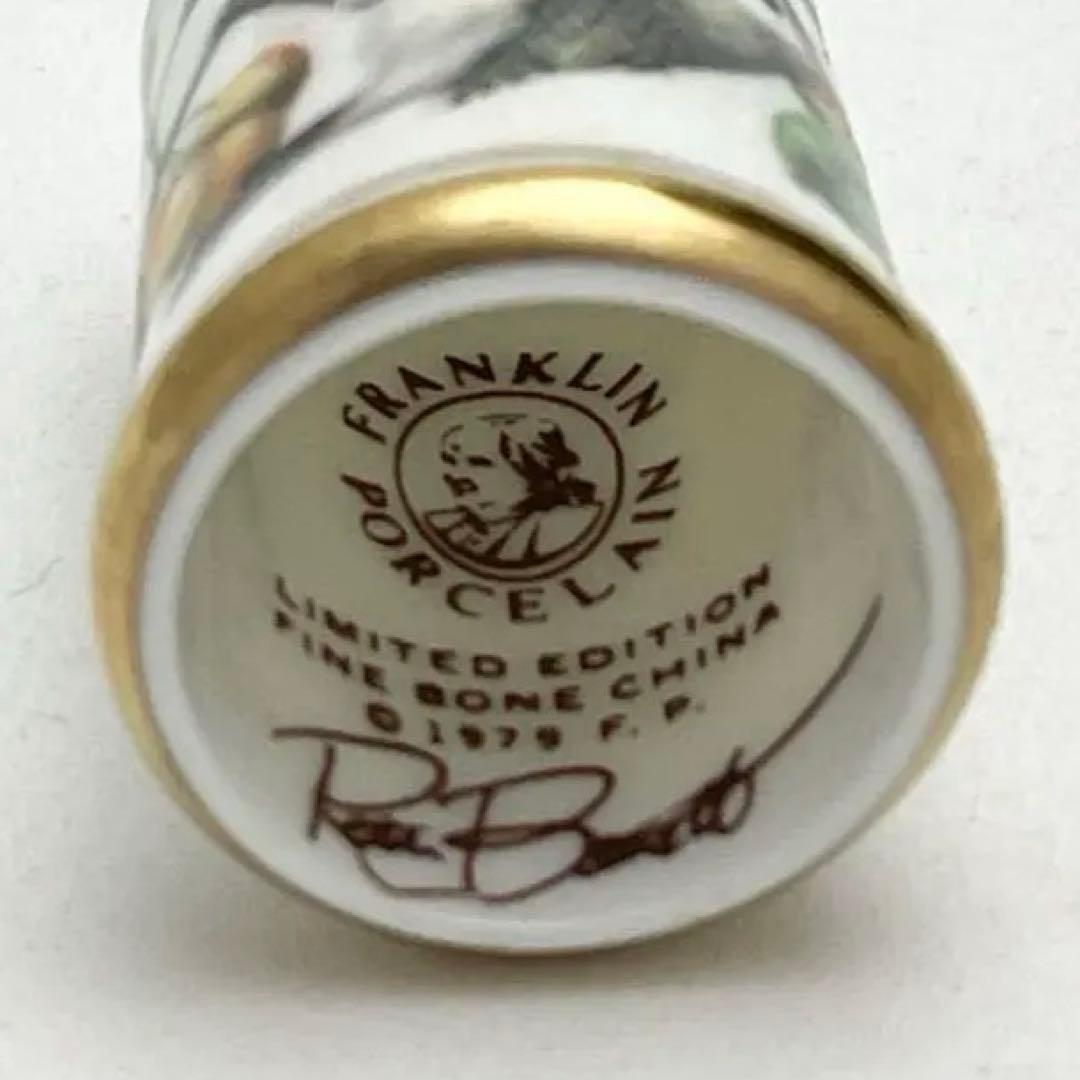 FRANKLIN
PORCELAIN
LIMITED EDITION
FINE BONE CHINA
© 1979 F. P.